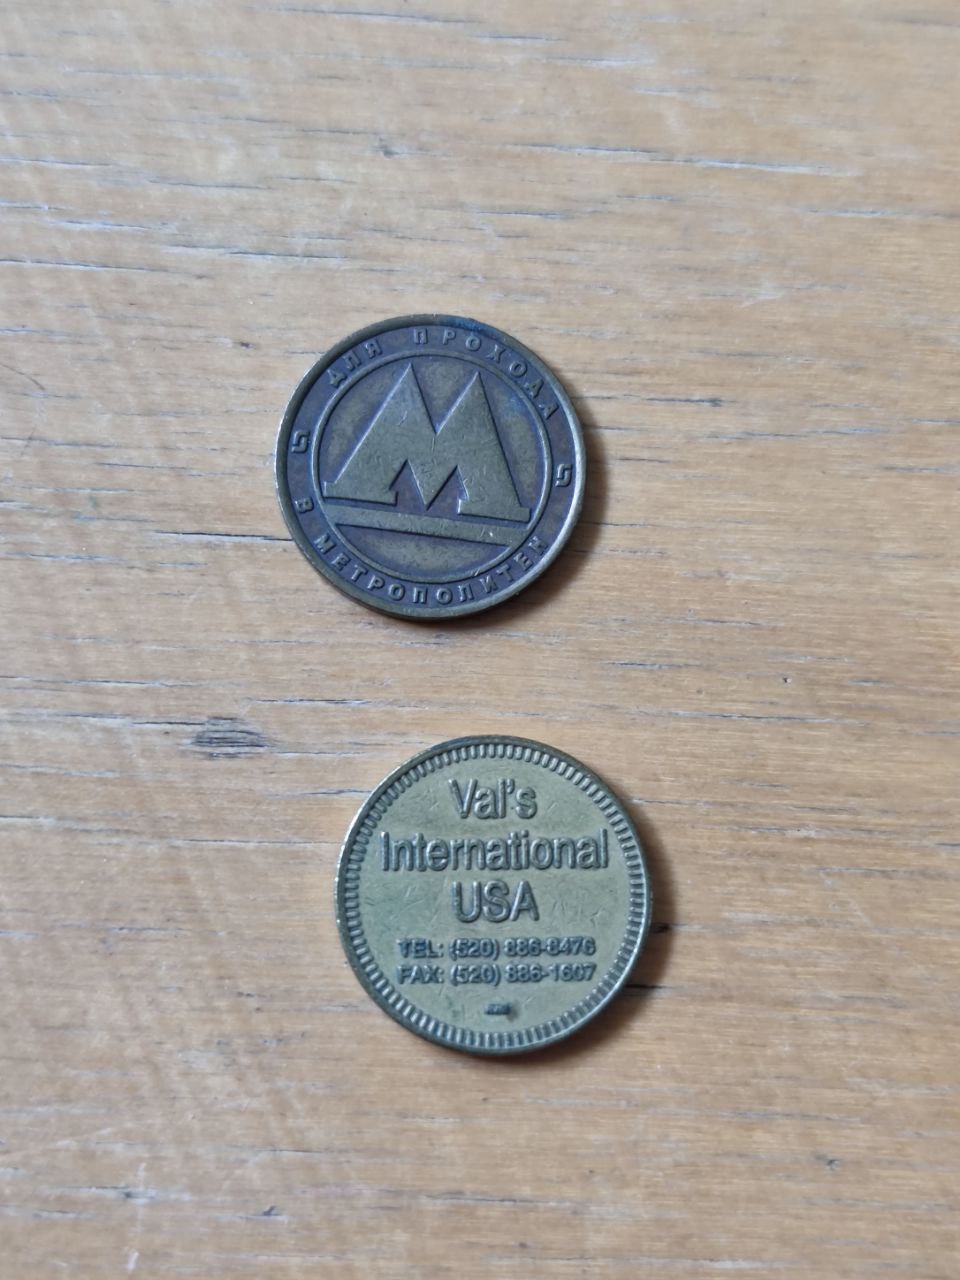 ДЛЯ ПРОХОДА
М
В МЕТРОПОЛИТЕН
Val's
International
USA
TEL: (520) 886-8476
FAX: (520) 886-1607